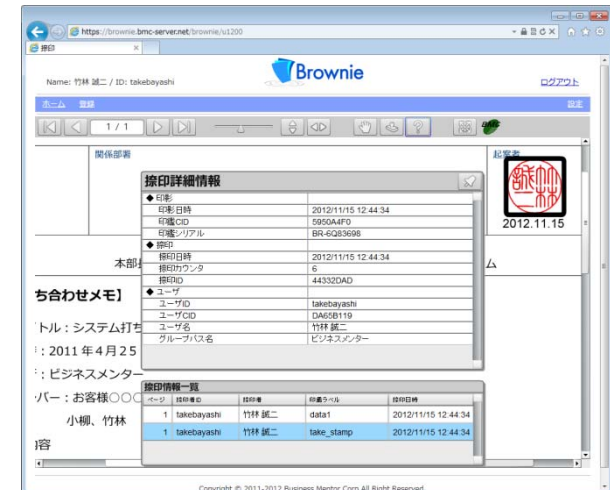 https://brownie.bmc-server.net/brownie/u1200
捺印
Name: 竹林 誠二 / ID: takebayashi
Brownie
ログアウト
ホーム 登録 設定
1 / 1
BMC
関係部署
起案者
2012.11.15
捺印詳細情報
◆ 印影
印影日時 2012/11/15 12:44:34
印鑑CID 5950A4F0
印鑑シリアル BR-6Q83698
◆ 捺印
捺印日時 2012/11/15 12:44:34
捺印カウンタ 6
捺印ID 44332DAD
◆ ユーザ
ユーザID takebayashi
ユーザCID DA65B119
ユーザ名 竹林 誠二
グループパス名 ビジネスメンター
本部
ム
ち合わせメモ】
トル：システム打ち
：2011 年 4 月 2 5
：ビジネスメンター
バー：お客様〇〇〇
小柳、竹林
容
捺印情報一覧
ページ 捺印者ID 捺印者 印鑑ラベル 捺印日時
1 takebayashi 竹林 誠二 data1 2012/11/15 12:44:34
1 takebayashi 竹林 誠二 take_stamp 2012/11/15 12:44:34
Copyright © 2011-2012 Business Mentor Corp All Right Reserved.